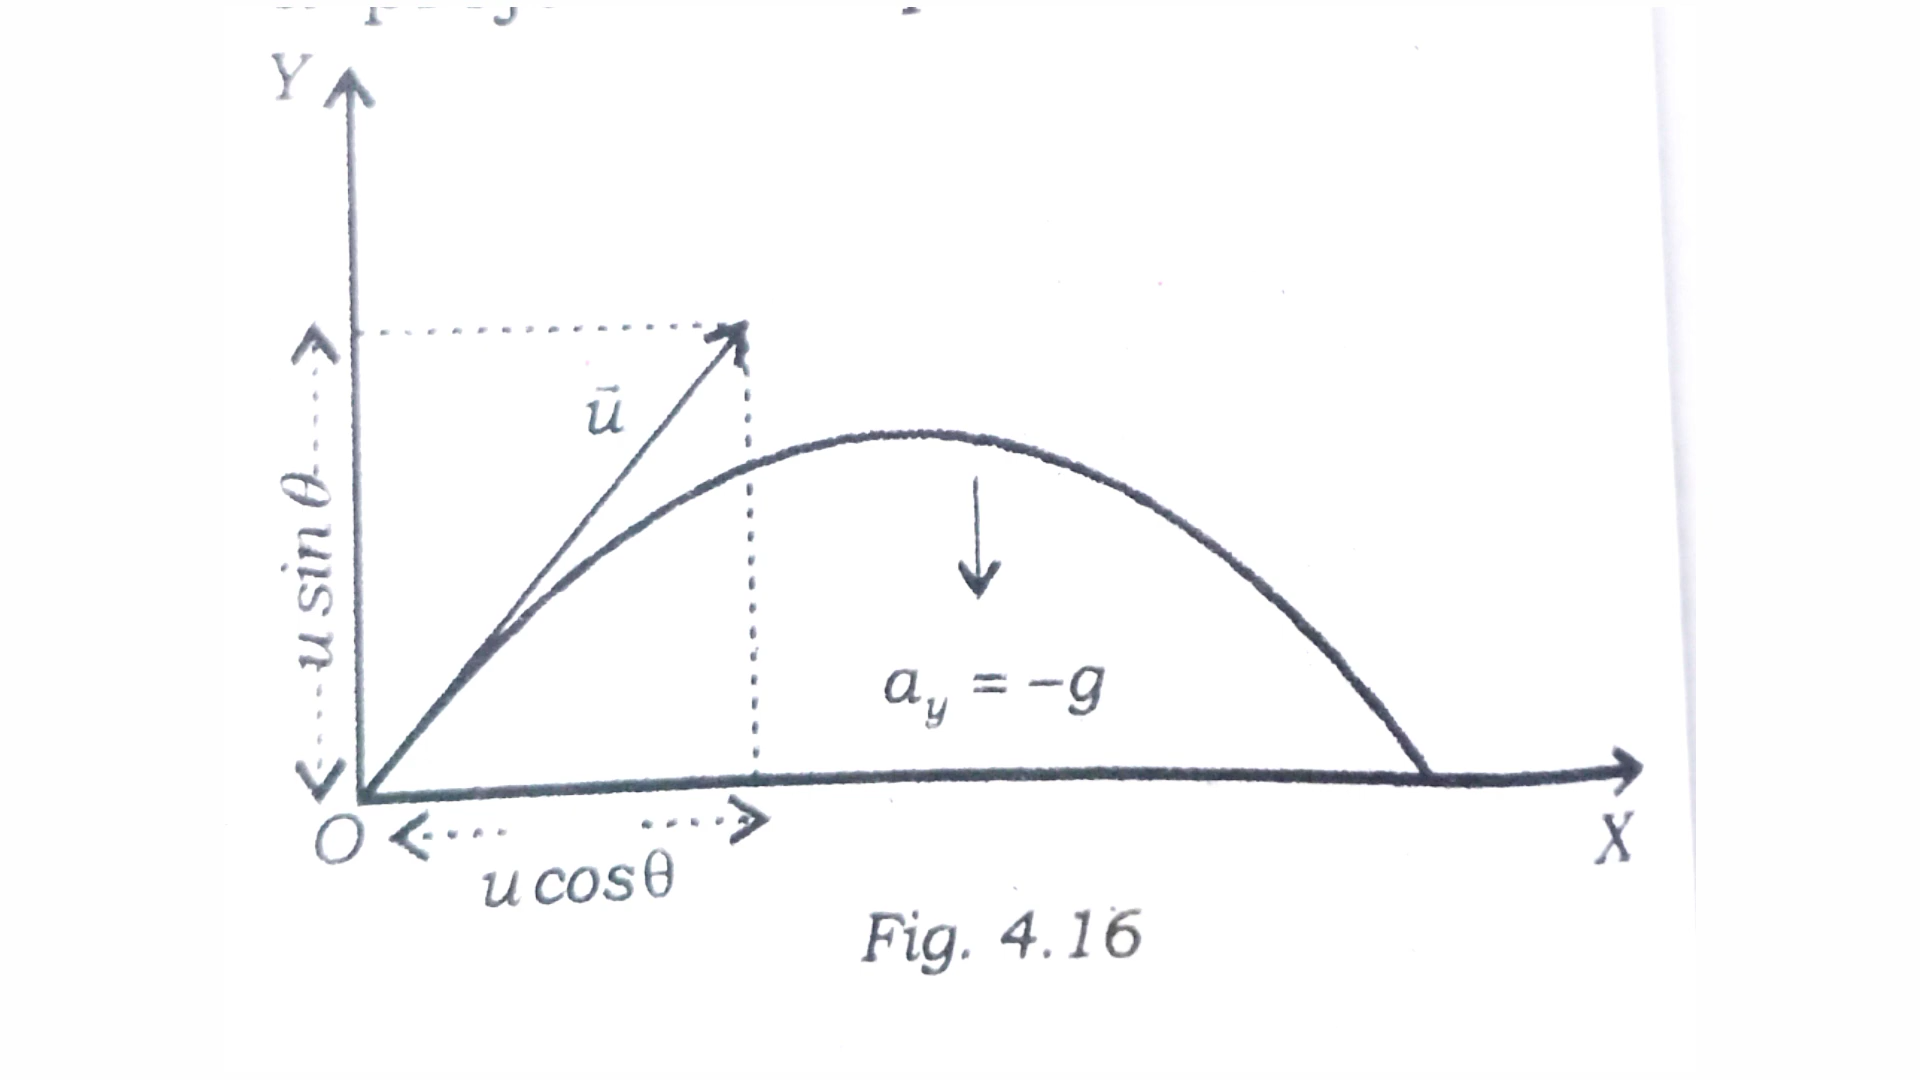 Y
u⃗
u sin θ
a_y = -g
O
X
u cos θ
Fig. 4.16